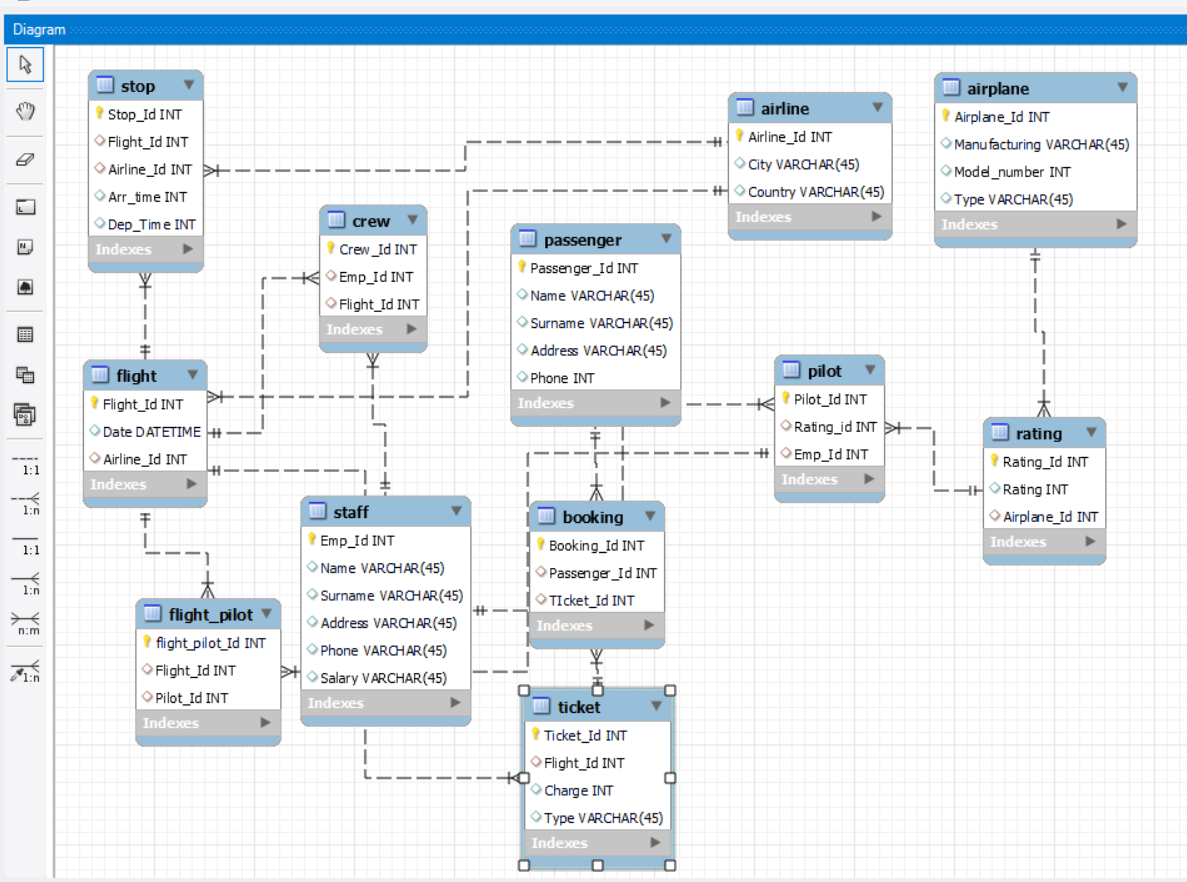 Diagram
1:1
1:n
1:1
1:n
n:m
1:n
stop
Stop_Id INT
Flight_Id INT
Airline_Id INT
Arr_time INT
Dep_Time INT
Indexes
crew
Crew_Id INT
Emp_Id INT
Flight_Id INT
Indexes
passenger
Passenger_Id INT
Name VARCHAR(45)
Surname VARCHAR(45)
Address VARCHAR(45)
Phone INT
Indexes
airline
Airline_Id INT
City VARCHAR(45)
Country VARCHAR(45)
Indexes
airplane
Airplane_Id INT
Manufacturing VARCHAR(45)
Model_number INT
Type VARCHAR(45)
Indexes
flight
Flight_Id INT
Date DATETIME
Airline_Id INT
Indexes
pilot
Pilot_Id INT
Rating_id INT
Emp_Id INT
Indexes
rating
Rating_Id INT
Rating INT
Airplane_Id INT
Indexes
staff
Emp_Id INT
Name VARCHAR(45)
Surname VARCHAR(45)
Address VARCHAR(45)
Phone VARCHAR(45)
Salary VARCHAR(45)
Indexes
booking
Booking_Id INT
Passenger_Id INT
TIcket_Id INT
Indexes
flight_pilot
flight_pilot_Id INT
Flight_Id INT
Pilot_Id INT
Indexes
ticket
Ticket_Id INT
Flight_Id INT
Charge INT
Type VARCHAR(45)
Indexes